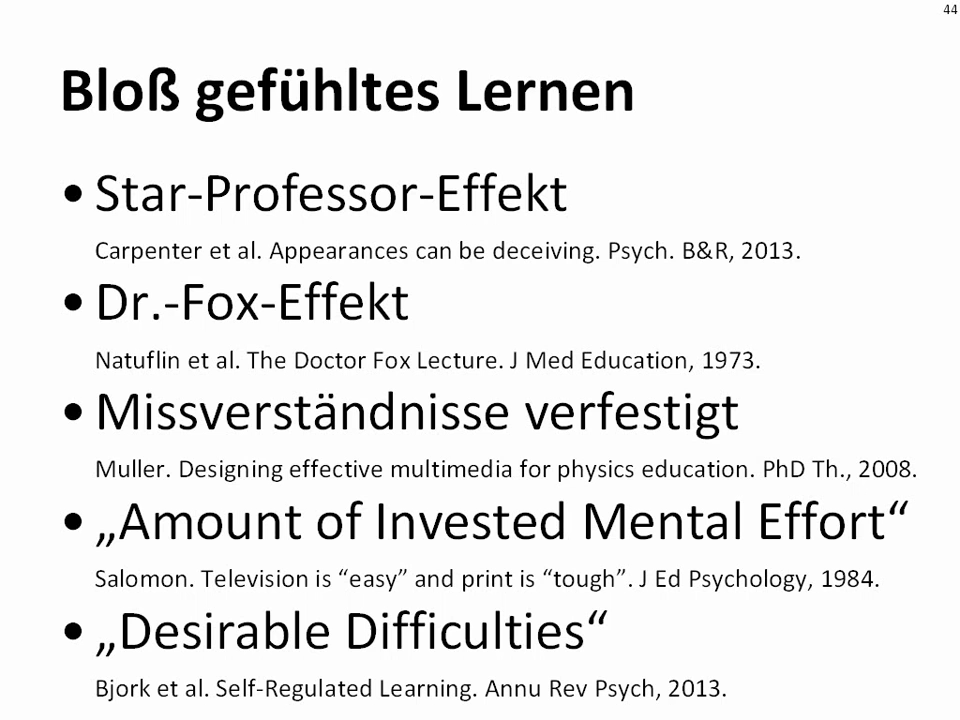 44
Bloß gefühltes Lernen
• Star-Professor-Effekt
Carpenter et al. Appearances can be deceiving. Psych. B&R, 2013.
• Dr.-Fox-Effekt
Natuflin et al. The Doctor Fox Lecture. J Med Education, 1973.
• Missverständnisse verfestigt
Muller. Designing effective multimedia for physics education. PhD Th., 2008.
• „Amount of Invested Mental Effort“
Salomon. Television is “easy” and print is “tough”. J Ed Psychology, 1984.
• „Desirable Difficulties“
Bjork et al. Self-Regulated Learning. Annu Rev Psych, 2013.